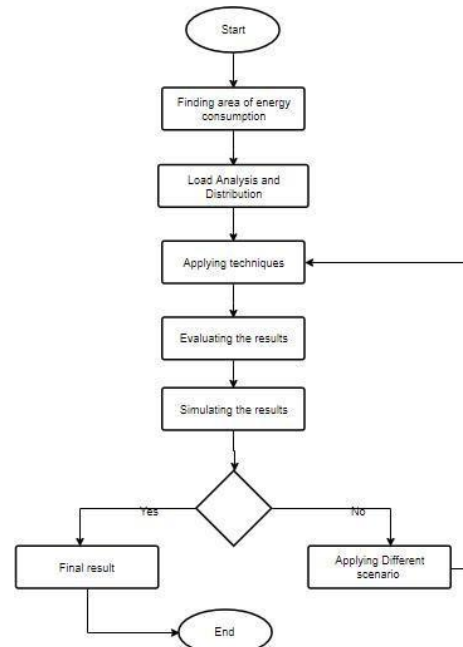 Start
Finding area of energy
consumption
Load Analysis and
Distribution
Applying techniques
Evaluating the results
Simulating the results
Yes
No
Final result
Applying Different
scenario
End